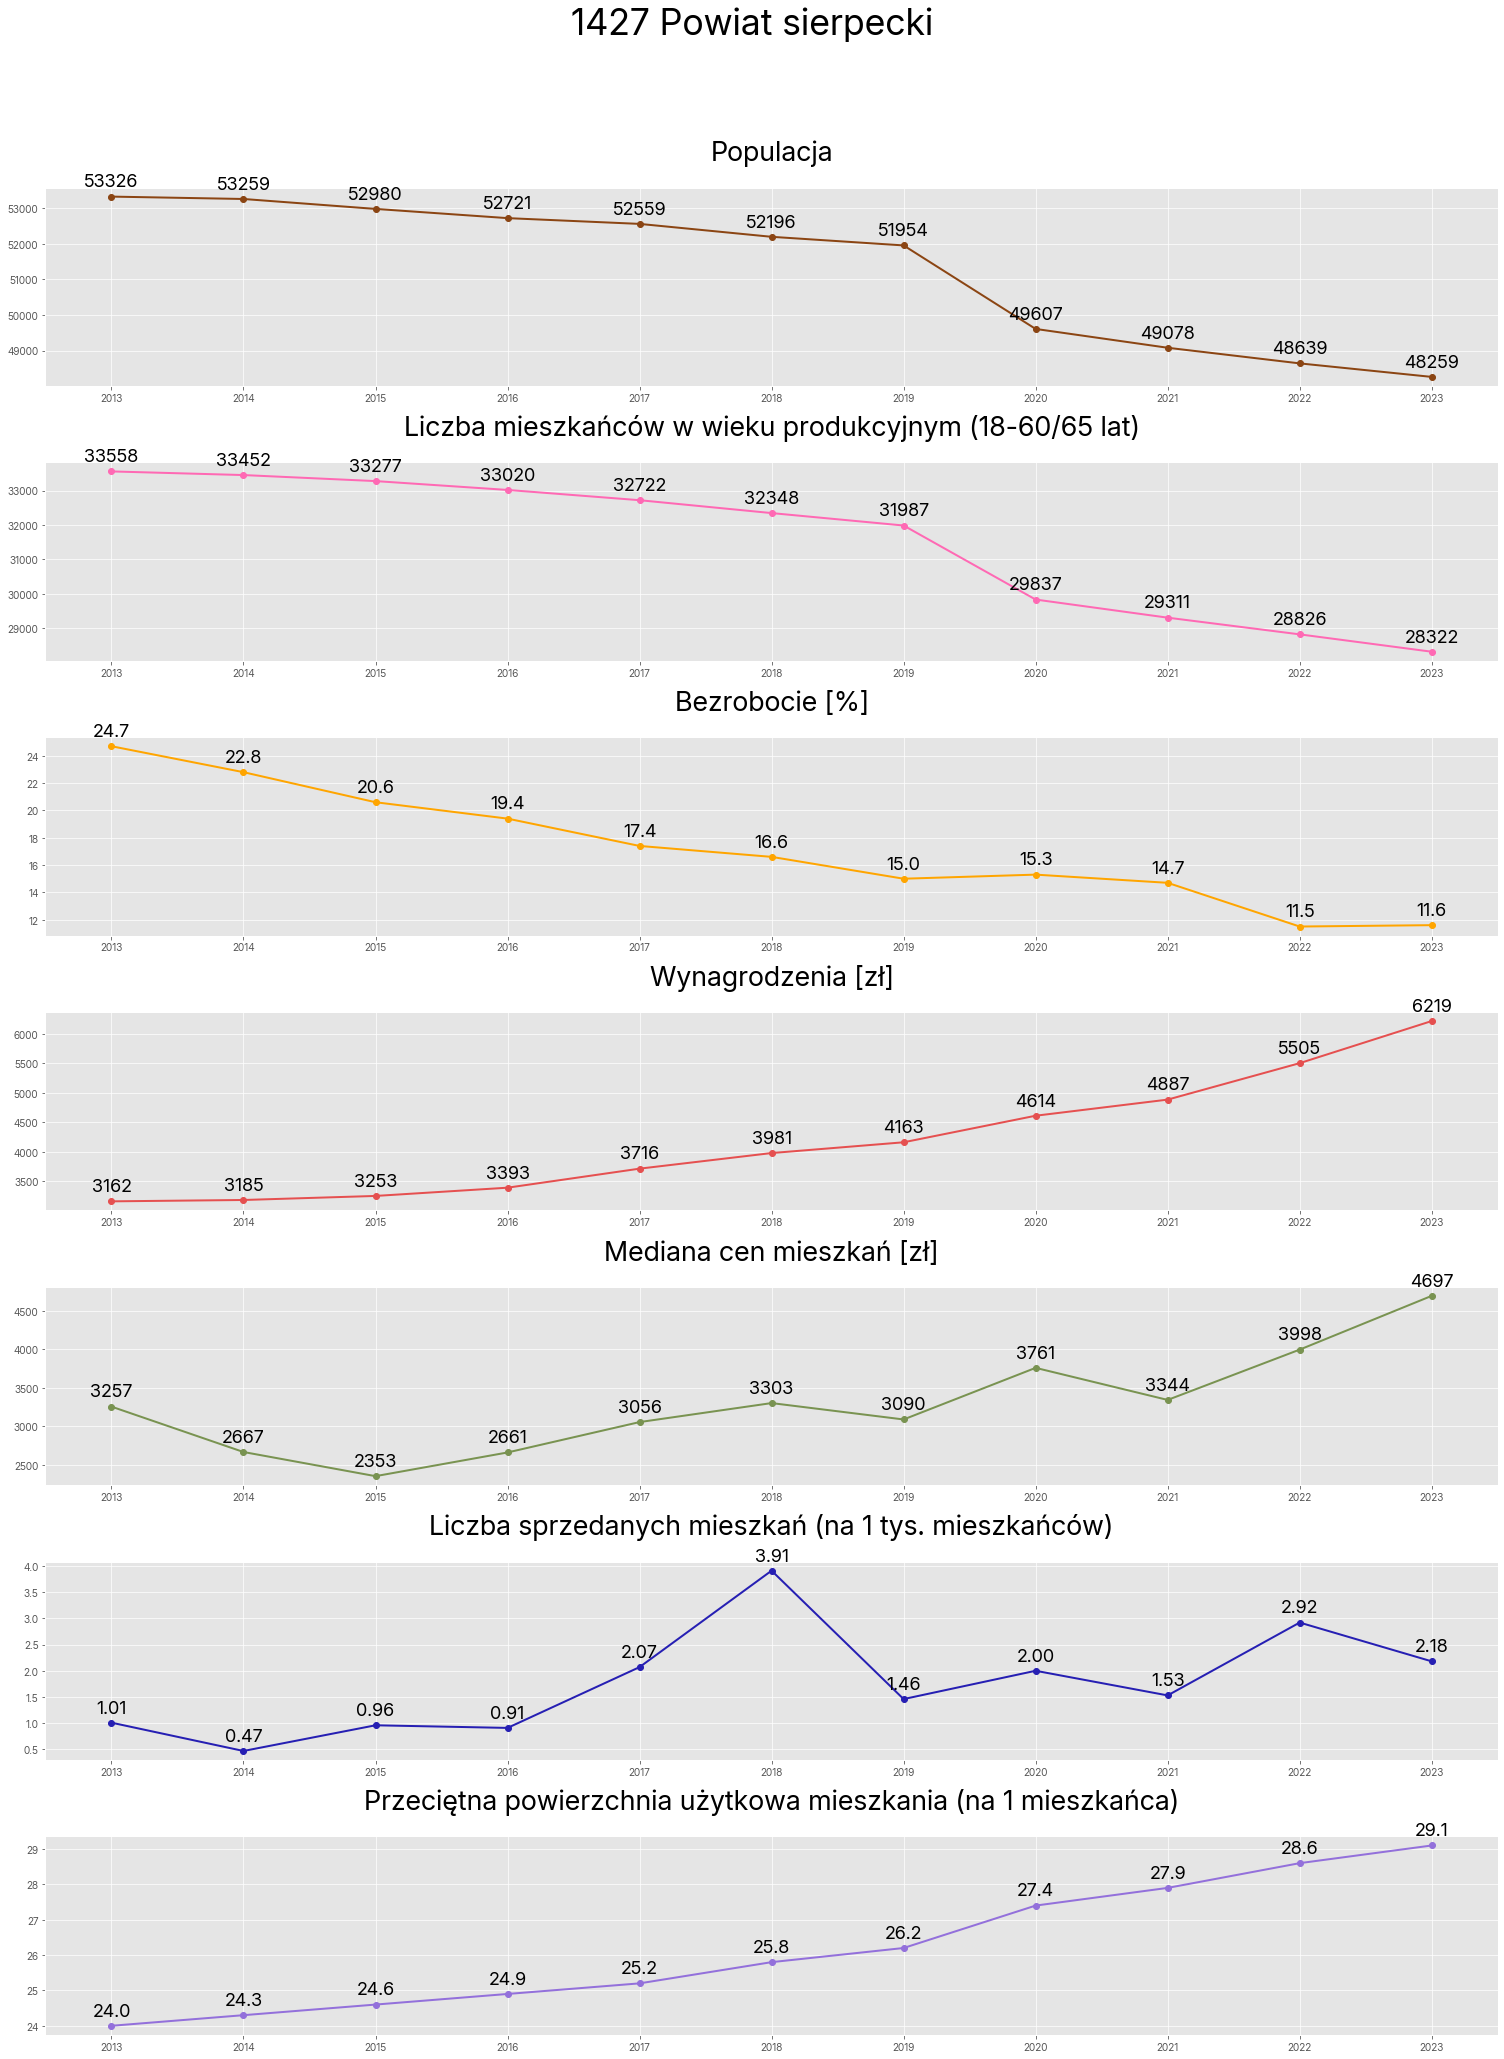 1427 Powiat sierpecki
Populacja
53326 53259 52980 52721 52559 52196 51954 49607 49078 48639 48259
53000
52000
51000
50000
49000
2013 2014 2015 2016 2017 2018 2019 2020 2021 2022 2023
Liczba mieszkańców w wieku produkcyjnym (18-60/65 lat)
33558 33452 33277 33020 32722 32348 31987 29837 29311 28826 28322
33000
32000
31000
30000
29000
2013 2014 2015 2016 2017 2018 2019 2020 2021 2022 2023
Bezrobocie [%]
24.7 22.8 20.6 19.4 17.4 16.6 15.0 15.3 14.7 11.5 11.6
24
22
20
18
16
14
12
2013 2014 2015 2016 2017 2018 2019 2020 2021 2022 2023
Wynagrodzenia [zł]
3162 3185 3253 3393 3716 3981 4163 4614 4887 5505 6219
6000
5500
5000
4500
4000
3500
2013 2014 2015 2016 2017 2018 2019 2020 2021 2022 2023
Mediana cen mieszkań [zł]
3257 2667 2353 2661 3056 3303 3090 3761 3344 3998 4697
4500
4000
3500
3000
2500
2013 2014 2015 2016 2017 2018 2019 2020 2021 2022 2023
Liczba sprzedanych mieszkań (na 1 tys. mieszkańców)
1.01 0.47 0.96 0.91 2.07 3.91 1.46 2.00 1.53 2.92 2.18
4.0
3.5
3.0
2.5
2.0
1.5
1.0
0.5
2013 2014 2015 2016 2017 2018 2019 2020 2021 2022 2023
Przeciętna powierzchnia użytkowa mieszkania (na 1 mieszkańca)
24.0 24.3 24.6 24.9 25.2 25.8 26.2 27.4 27.9 28.6 29.1
29
28
27
26
25
24
2013 2014 2015 2016 2017 2018 2019 2020 2021 2022 2023